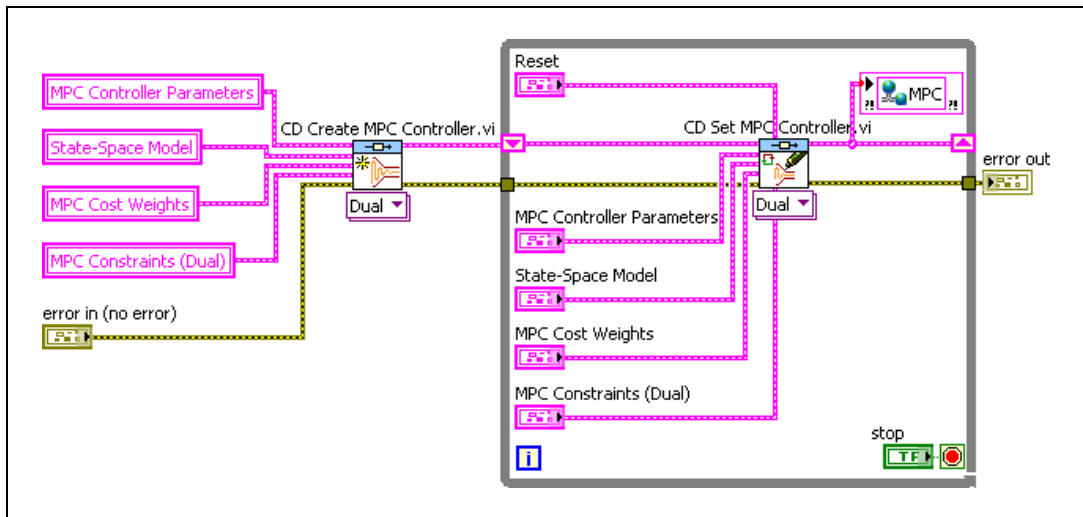 MPC Controller Parameters
State-Space Model
MPC Cost Weights
MPC Constraints (Dual)
error in (no error)
CD Create MPC Controller.vi
Dual
Reset
?! MPC ?!
CD Set MPC Controller.vi
Dual
MPC Controller Parameters
State-Space Model
MPC Cost Weights
MPC Constraints (Dual)
i
stop
TF
error out